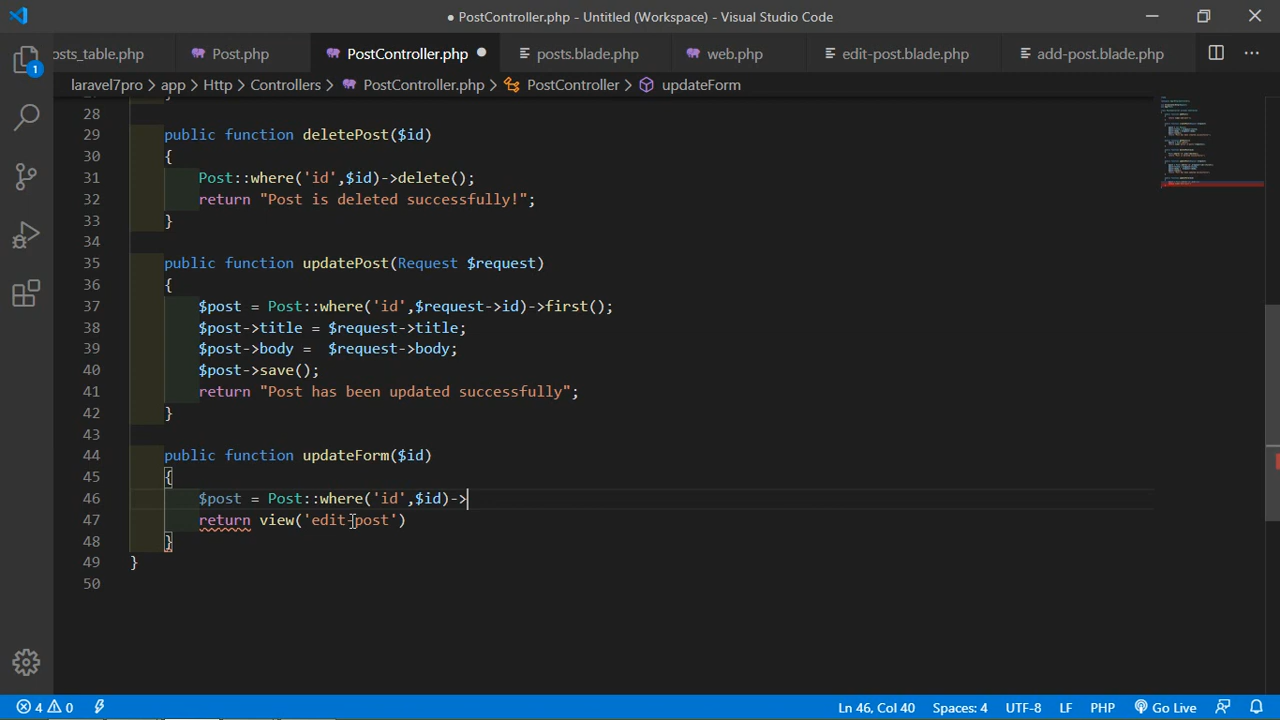 ● PostController.php - Untitled (Workspace) - Visual Studio Code
osts_table.php Post.php PostController.php posts.blade.php web.php edit-post.blade.php add-post.blade.php
laravel7pro > app > Http > Controllers > PostController.php > PostController > updateForm
1
28
29 public function deletePost($id)
30 {
31 Post::where('id',$id)->delete();
32 return "Post is deleted successfully!";
33 }
34
35 public function updatePost(Request $request)
36 {
37 $post = Post::where('id',$request->id)->first();
38 $post->title = $request->title;
39 $post->body =  $request->body;
40 $post->save();
41 return "Post has been updated successfully";
42 }
43
44 public function updateForm($id)
45 {
46 $post = Post::where('id',$id)->
47 return view('edit-post')
48 }
49 }
50
4 0 Ln 46, Col 40 Spaces: 4 UTF-8 LF PHP Go Live